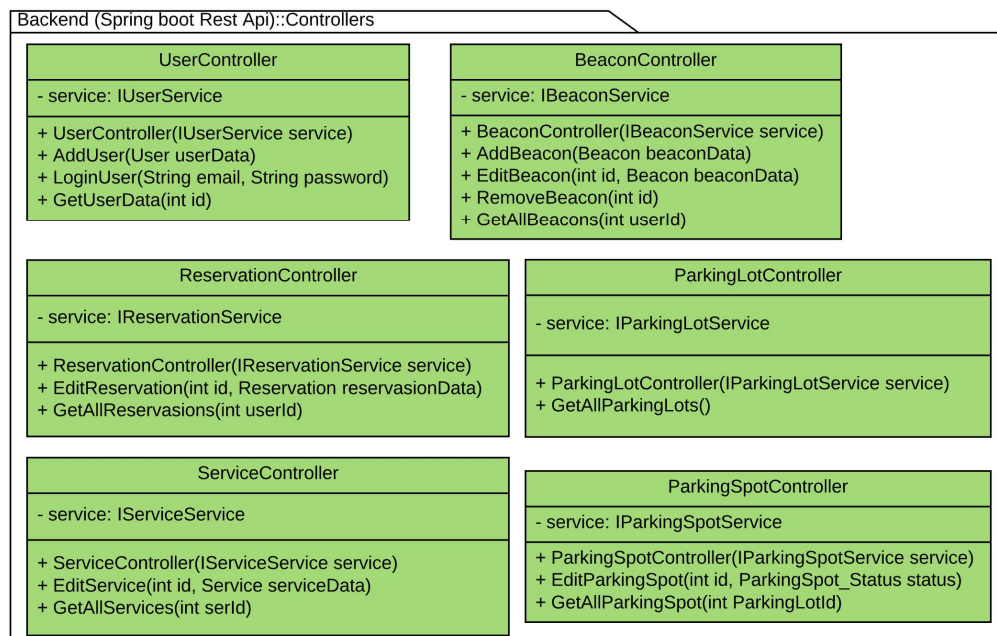 Backend (Spring boot Rest Api)::Controllers
UserController
- service: IUserService
+ UserController(IUserService service)
+ AddUser(User userData)
+ LoginUser(String email, String password)
+ GetUserData(int id)
BeaconController
- service: IBeaconService
+ BeaconController(IBeaconService service)
+ AddBeacon(Beacon beaconData)
+ EditBeacon(int id, Beacon beaconData)
+ RemoveBeacon(int id)
+ GetAllBeacons(int userId)
ReservationController
- service: IReservationService
+ ReservationController(IReservationService service)
+ EditReservation(int id, Reservation reservasionData)
+ GetAllReservasions(int userId)
ParkingLotController
- service: IParkingLotService
+ ParkingLotController(IParkingLotService service)
+ GetAllParkingLots()
ServiceController
- service: IServiceService
+ ServiceController(IServiceService service)
+ EditService(int id, Service serviceData)
+ GetAllServices(int serId)
ParkingSpotController
- service: IParkingSpotService
+ ParkingSpotController(IParkingSpotService service)
+ EditParkingSpot(int id, ParkingSpot_Status status)
+ GetAllParkingSpot(int ParkingLotId)